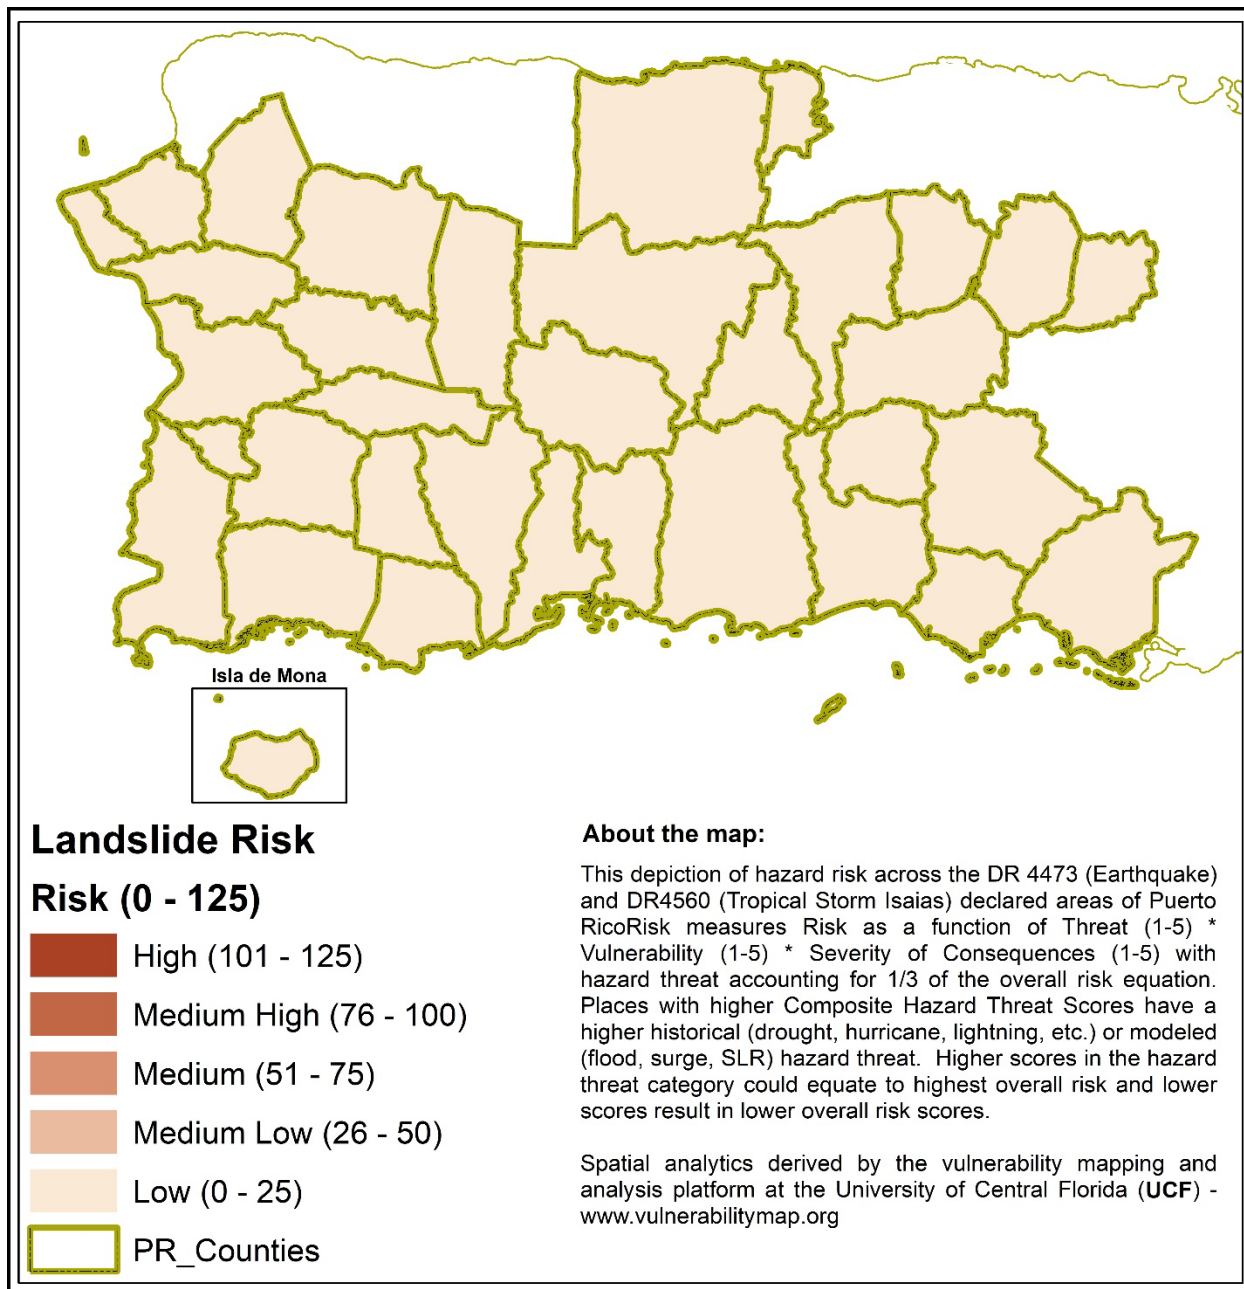 Isla de Mona
Landslide Risk
Risk (0 - 125)
High (101 - 125)
Medium High (76 - 100)
Medium (51 - 75)
Medium Low (26 - 50)
Low (0 - 25)
PR_Counties
About the map:
This depiction of hazard risk across the DR 4473 (Earthquake)
and DR4560 (Tropical Storm Isaias) declared areas of Puerto
RicoRisk measures Risk as a function of Threat (1-5) *
Vulnerability (1-5) * Severity of Consequences (1-5) with
hazard threat accounting for 1/3 of the overall risk equation.
Places with higher Composite Hazard Threat Scores have a
higher historical (drought, hurricane, lightning, etc.) or modeled
(flood, surge, SLR) hazard threat. Higher scores in the hazard
threat category could equate to highest overall risk and lower
scores result in lower overall risk scores.
Spatial analytics derived by the vulnerability mapping and
analysis platform at the University of Central Florida (UCF) -
www.vulnerabilitymap.org